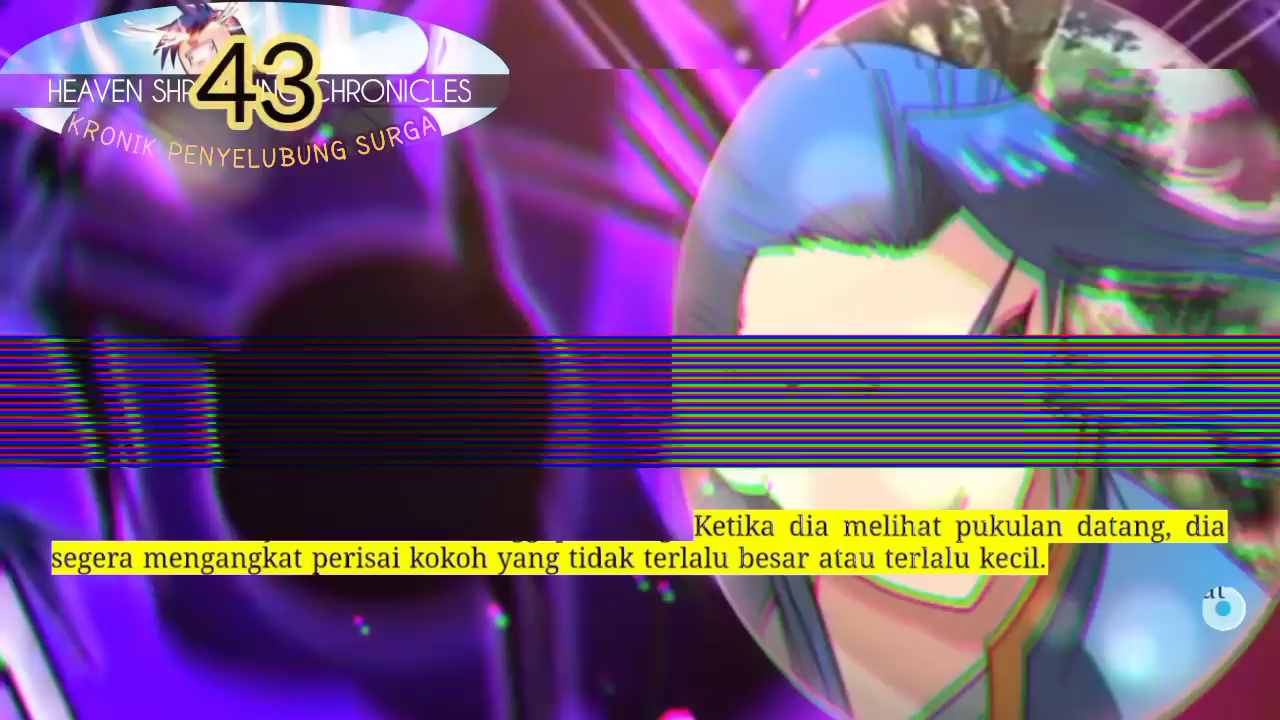 43
HEAVEN CHRONICLES
KRONIK PENYELUBUNG SURGA
Ketika dia melihat pukulan datang, dia
segera mengangkat perisai kokoh yang tidak terlalu besar atau terlalu kecil.